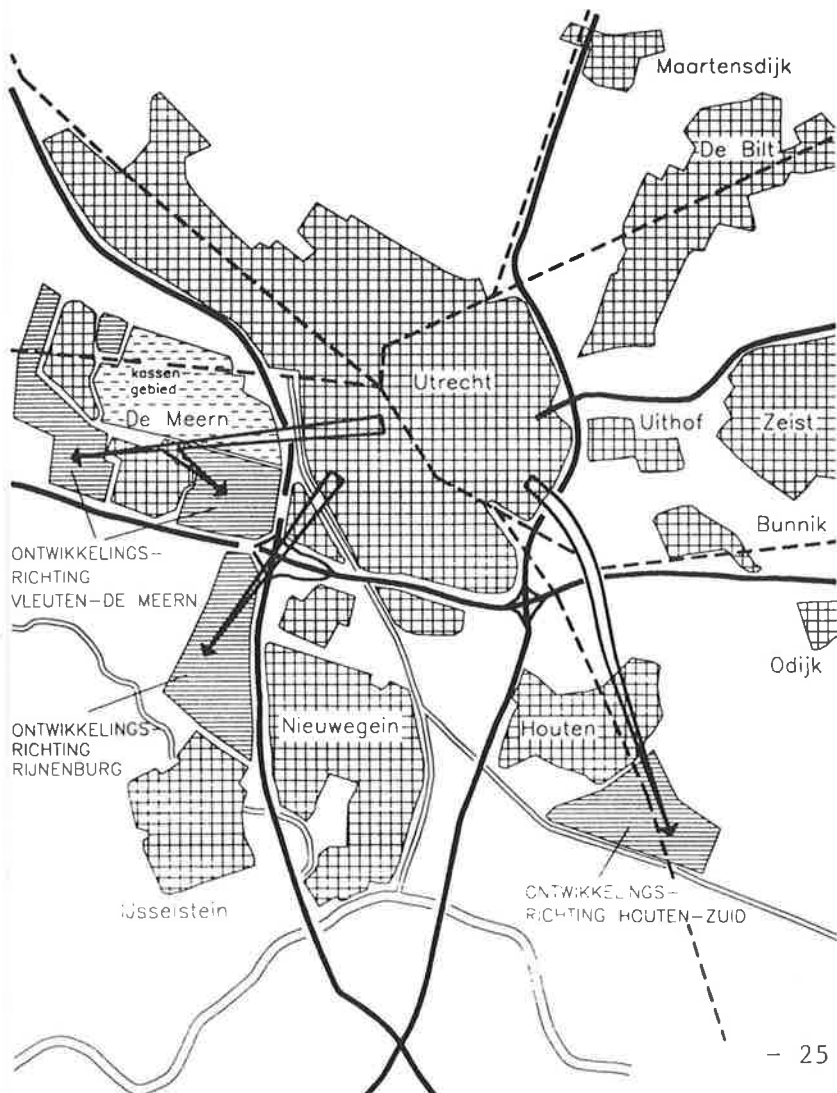 Maartensdijk
De Bilt
kassen-
gebied
De Meern
Utrecht
Uithof
Zeist
Bunnik
ONTWIKKELINGS-
RICHTING
VLEUTEN-DE MEERN
Odijk
ONTWIKKELINGS-
RICHTING
RIJNENBURG
Nieuwegein
Houten
IJsselstein
ONTWIKKELINGS-
RICHTING HOUTEN-ZUID
- 25